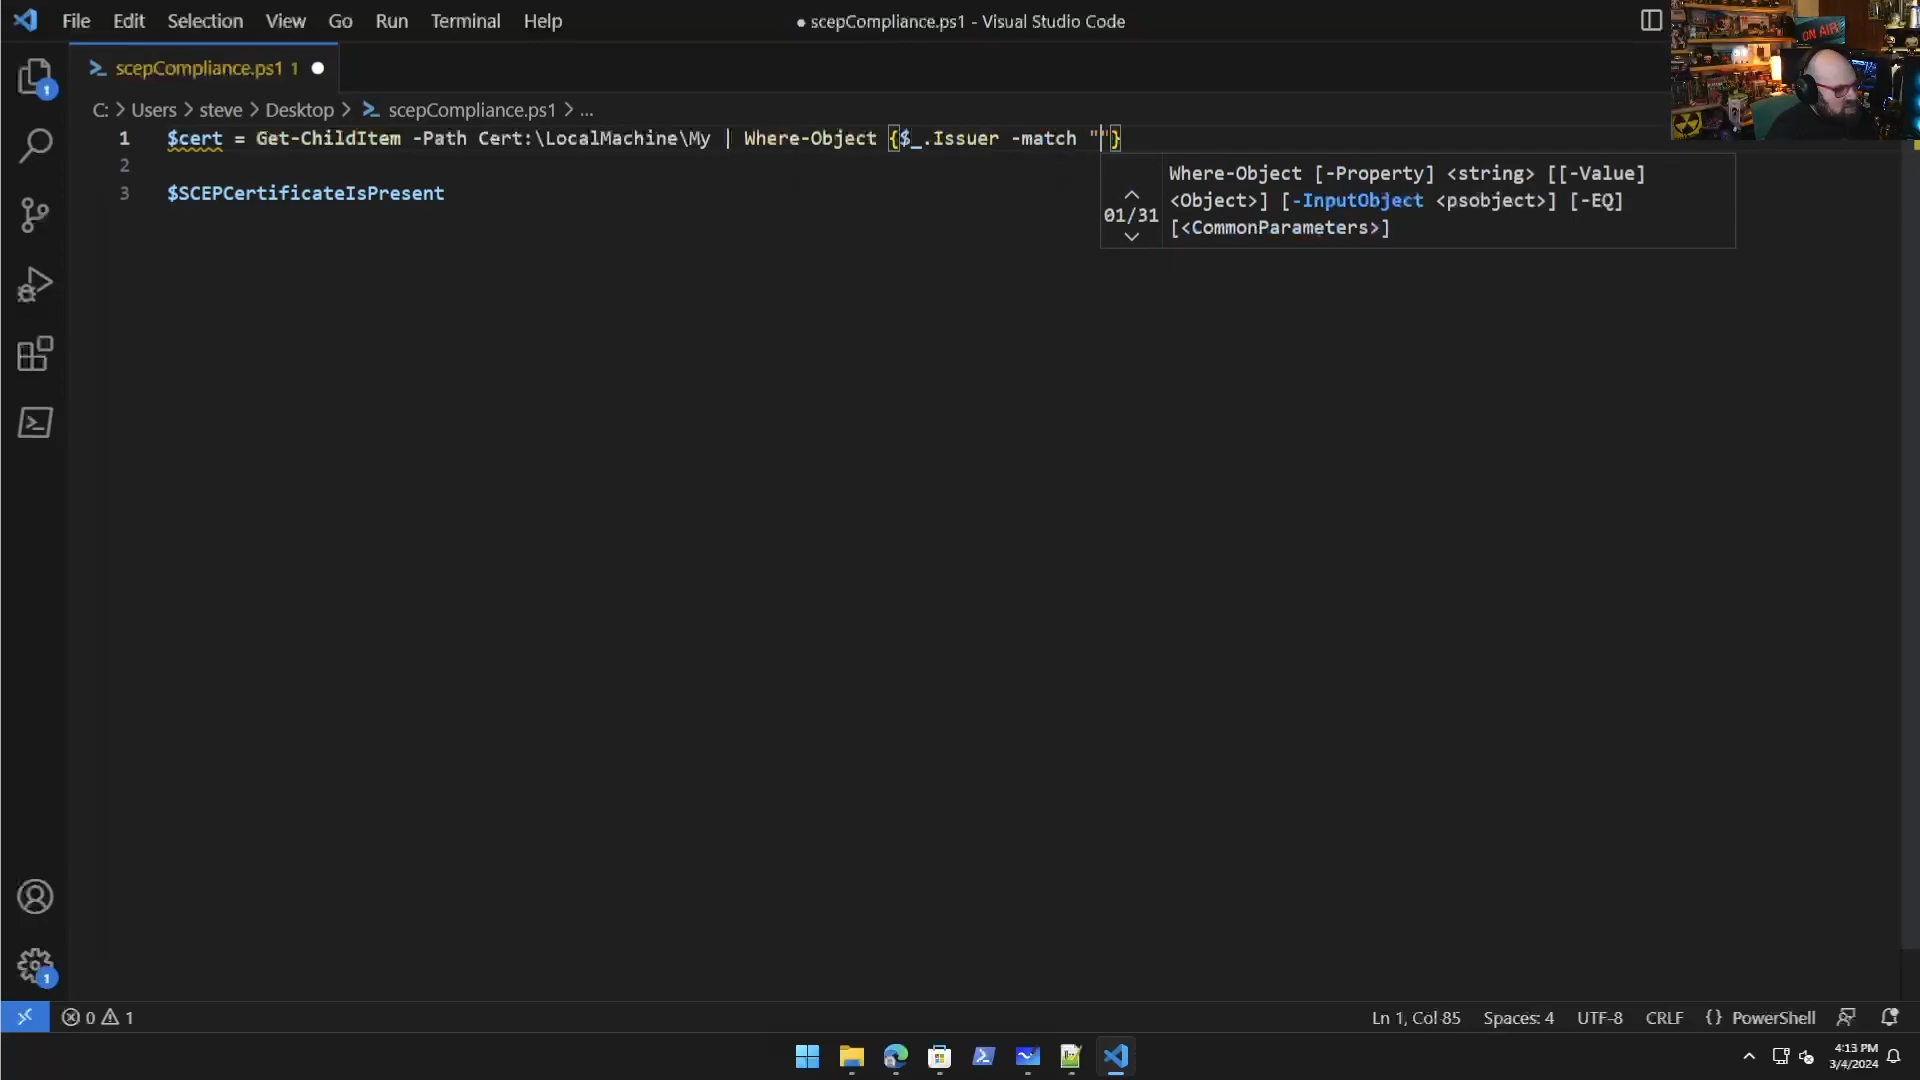 File Edit Selection View Go Run Terminal Help
● scepCompliance.ps1 - Visual Studio Code
ON AIR
scepCompliance.ps1 1 ●
1
C: > Users > steve > Desktop > scepCompliance.ps1 > ...
1 $cert = Get-ChildItem -Path Cert:\LocalMachine\My | Where-Object {$_.Issuer -match ""}
2
3 $SCEPCertificateIsPresent
01/31
Where-Object [-Property] <string> [[-Value]
<Object>] [-InputObject <psobject>] [-EQ]
[<CommonParameters>]
1
0 1
Ln 1, Col 85 Spaces: 4 UTF-8 CRLF {} PowerShell
4:13 PM
3/4/2024